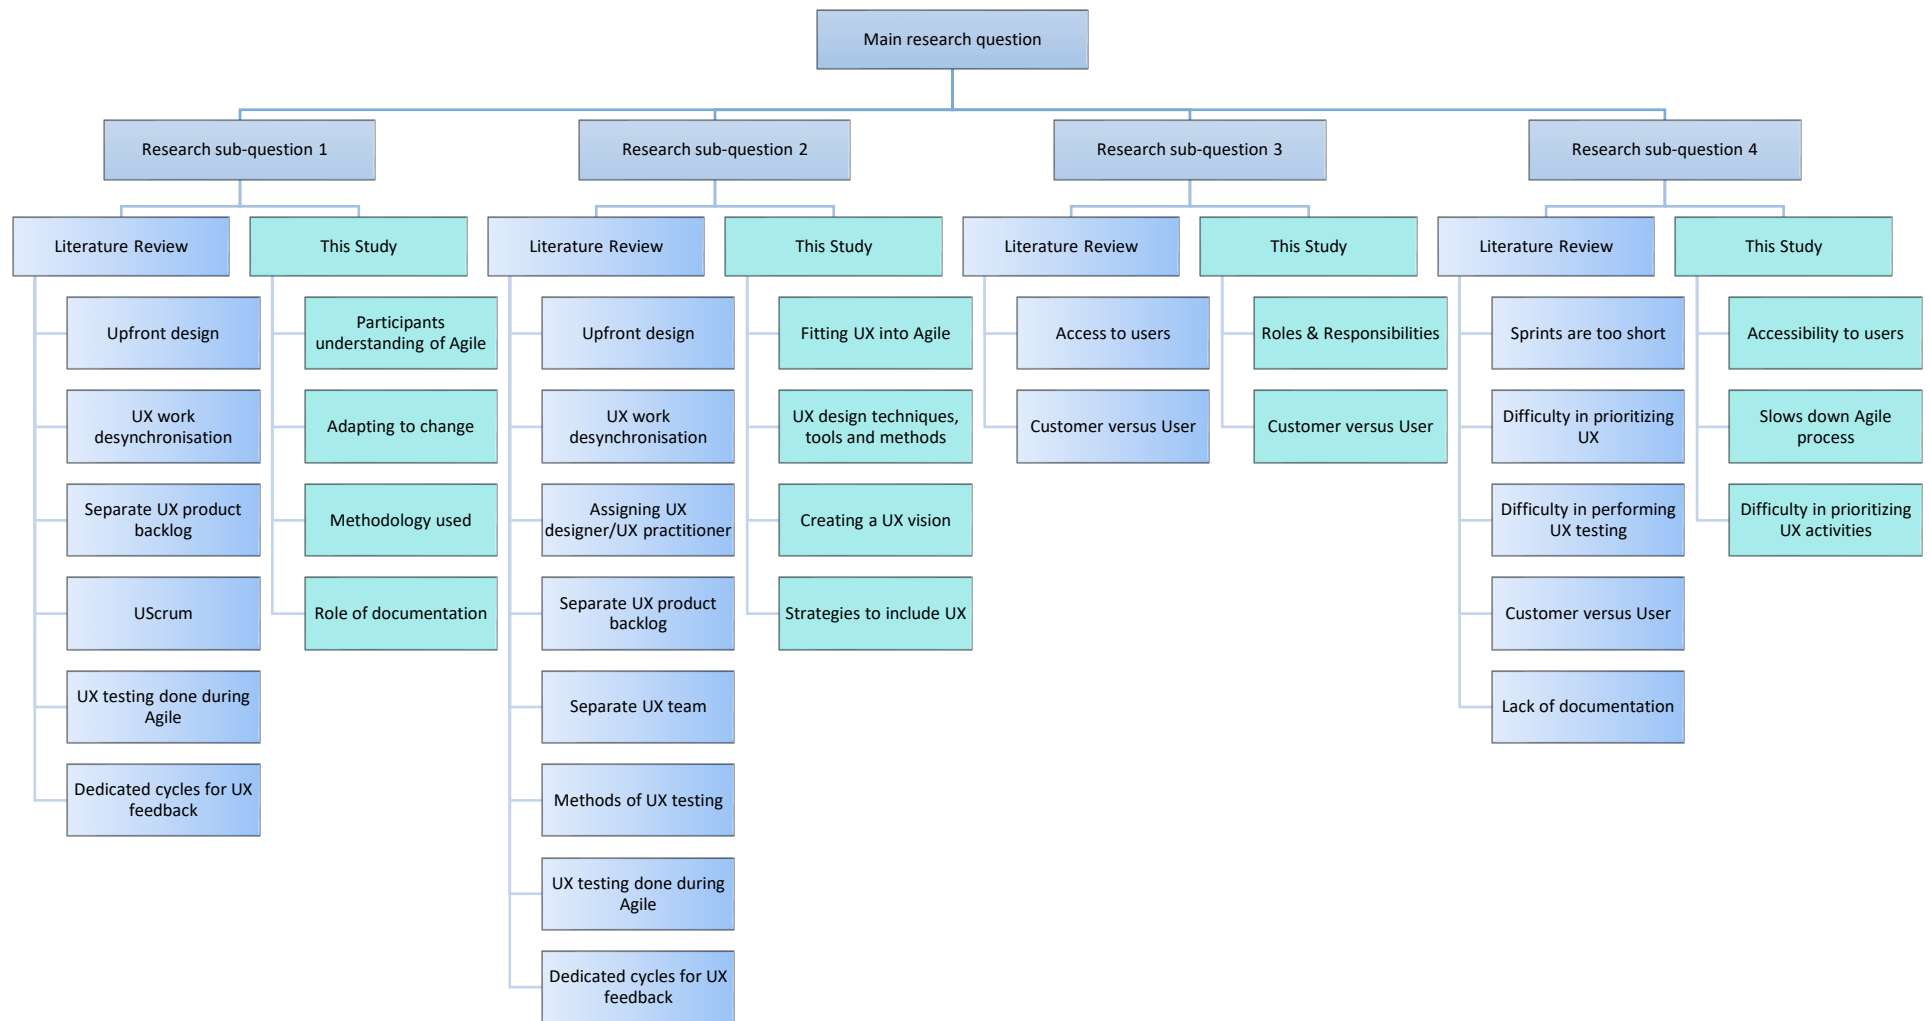 Main research question
Research sub-question 1
Research sub-question 2
Research sub-question 3
Research sub-question 4
Literature Review
This Study
Literature Review
This Study
Literature Review
This Study
Literature Review
This Study
Upfront design
UX work
desynchronisation
Separate UX product
backlog
UScrum
UX testing done during
Agile
Dedicated cycles for UX
feedback
Participants
understanding of Agile
Adapting to change
Methodology used
Role of documentation
Upfront design
UX work
desynchronisation
Assigning UX
designer/UX practitioner
Separate UX product
backlog
Separate UX team
Methods of UX testing
UX testing done during
Agile
Dedicated cycles for UX
feedback
Fitting UX into Agile
UX design techniques,
tools and methods
Creating a UX vision
Strategies to include UX
Access to users
Customer versus User
Roles & Responsibilities
Customer versus User
Sprints are too short
Difficulty in prioritizing
UX
Difficulty in performing
UX testing
Customer versus User
Lack of documentation
Accessibility to users
Slows down Agile
process
Difficulty in prioritizing
UX activities